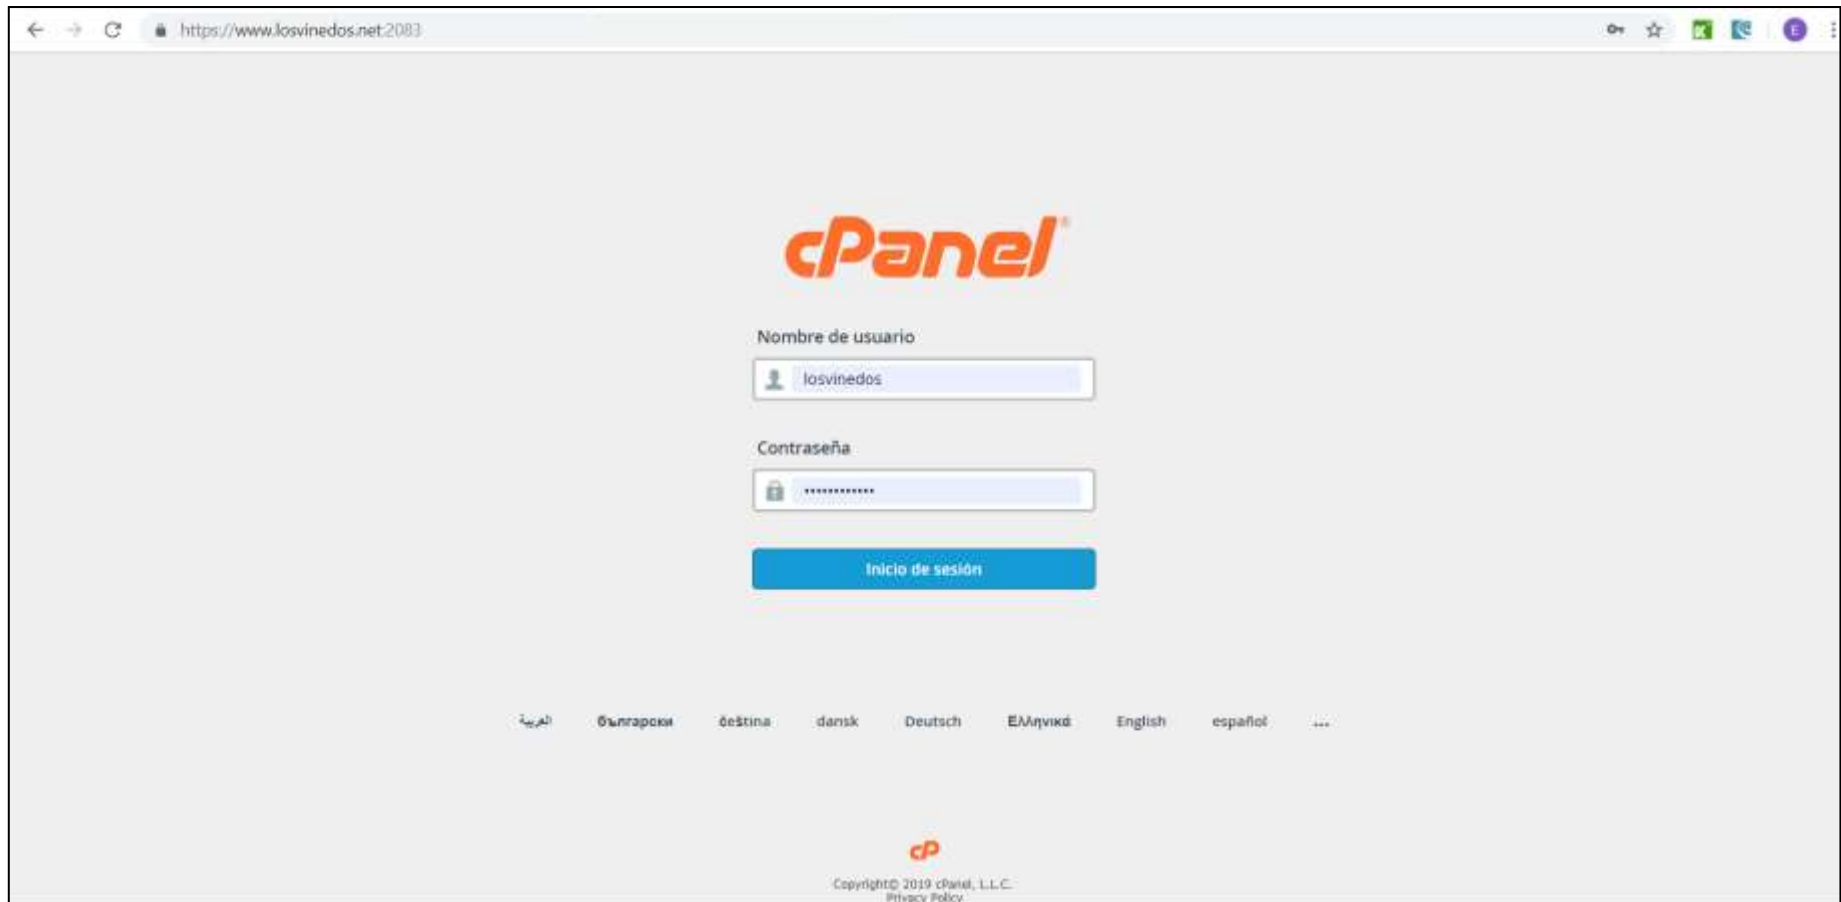 https://www.losvinedos.net:2083
E
cPanel®
Nombre de usuario
losvinedos
Contraseña
••••••••••••
Inicio de sesión
العربية български čeština dansk Deutsch Ελληνικά English español ...
cP
Copyright© 2019 cPanel, L.L.C.
Privacy Policy